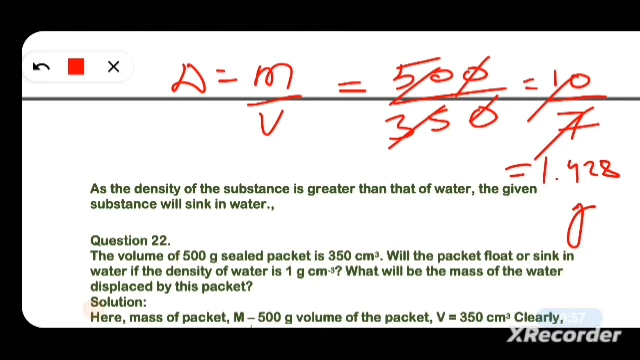 D = m/V = 500/350 = 10/7
= 1.428
g
As the density of the substance is greater than that of water, the given
substance will sink in water.,
Question 22.
The volume of 500 g sealed packet is 350 cm³. Will the packet float or sink in
water if the density of water is 1 g cm⁻³? What will be the mass of the water
displaced by this packet?
Solution:
Here, mass of packet, M – 500 g volume of the packet, V = 350 cm³ Clearly,
XRecorder